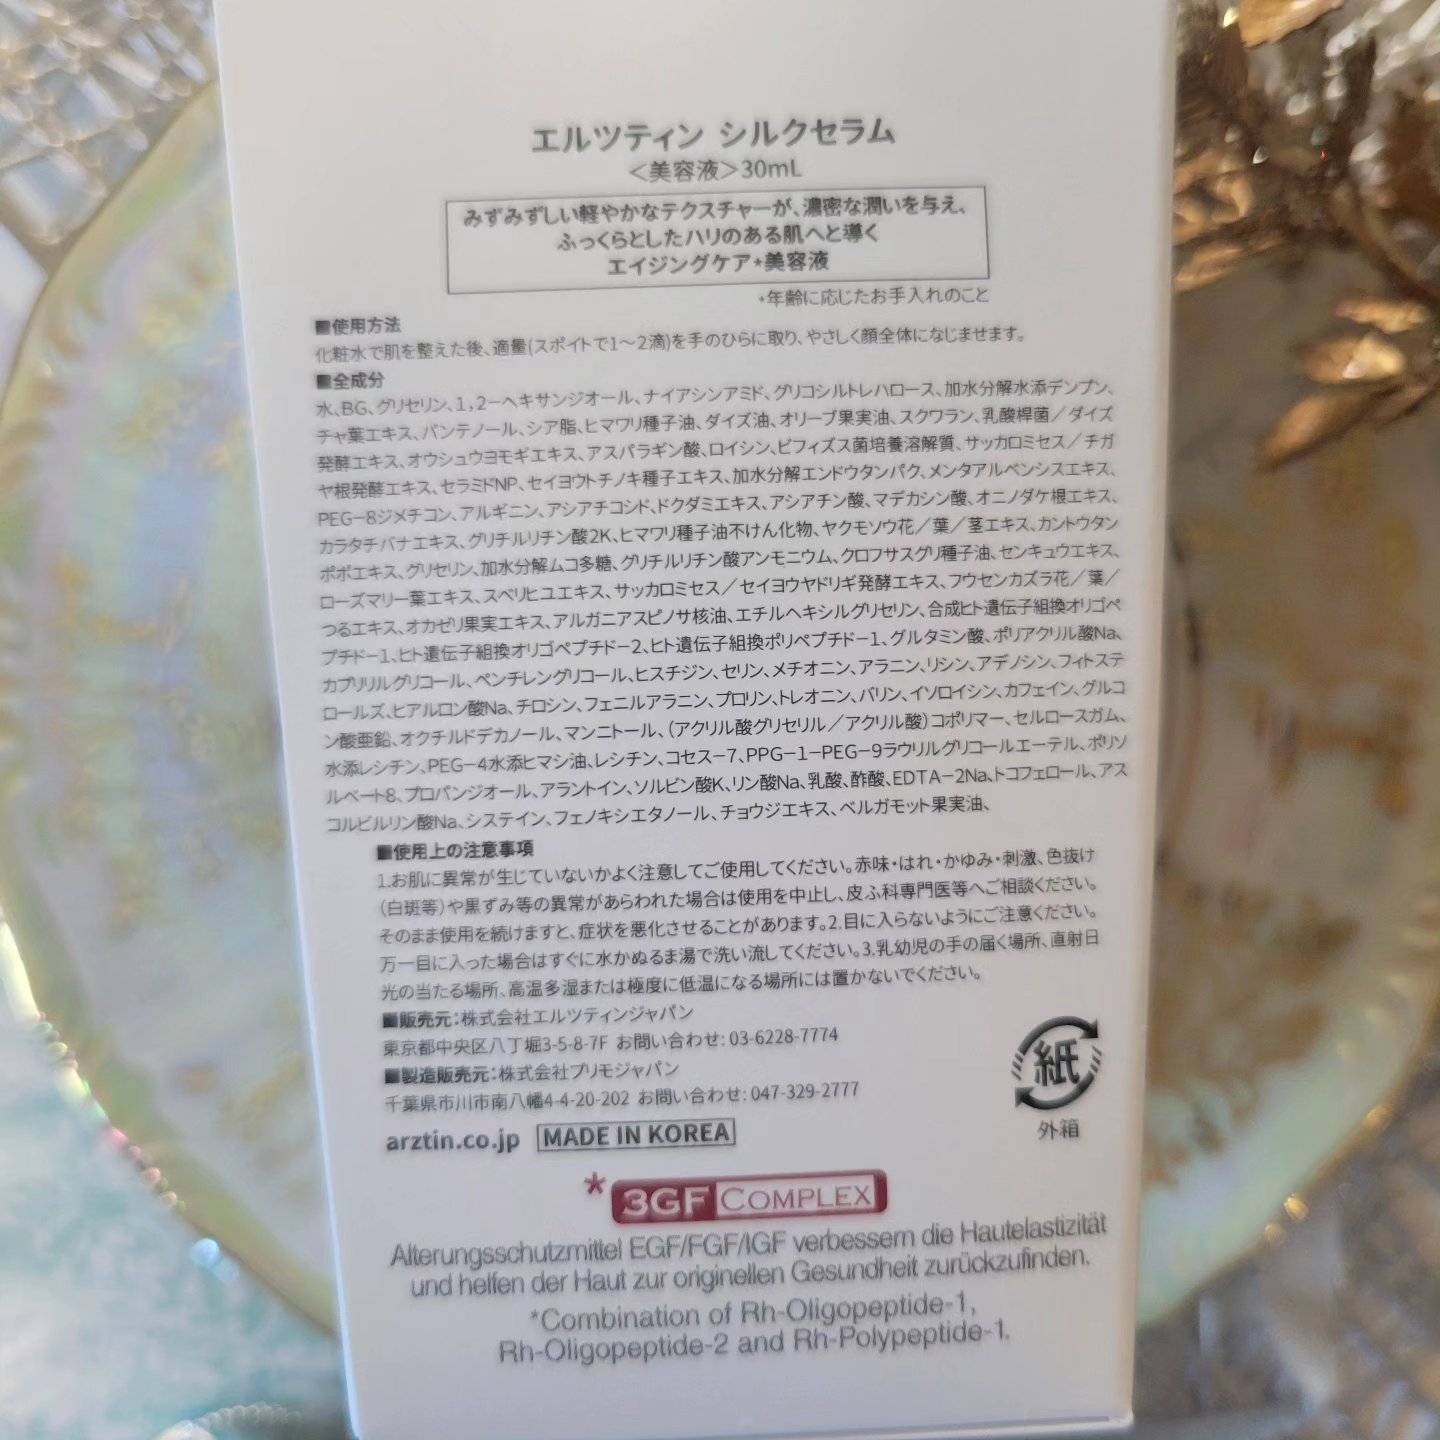 エルツティン シルクセラム
＜美容液＞30mL
みずみずしい軽やかなテクスチャーが、濃密な潤いを与え、
ふっくらとしたハリのある肌へと導く
エイジングケア*美容液
*年齢に応じたお手入れのこと
■使用方法
化粧水で肌を整えた後、適量(スポイトで1～2滴)を手のひらに取り、やさしく顔全体になじませます。
■全成分
水、BG、グリセリン、1,2－ヘキサンジオール、ナイアシンアミド、グリコシルトレハロース、加水分解水添デンプン、
チャ葉エキス、パンテノール、シア脂、ヒマワリ種子油、ダイズ油、オリーブ果実油、スクワラン、乳酸桿菌／ダイズ
発酵エキス、オウシュウヨモギエキス、アスパラギン酸、ロイシン、ビフィズス菌培養溶解質、サッカロミセス／チガ
ヤ根発酵エキス、セラミドNP、セイヨウトチノキ種子エキス、加水分解エンドウタンパク、メンタアルベンシスエキス、
PEG－8ジメチコン、アルギニン、アシアチコシド、ドクダミエキス、アシアチン酸、マデカシン酸、オニノダケ根エキス、
カラタチバナエキス、グリチルリチン酸2K、ヒマワリ種子油不けん化物、ヤクモソウ花／葉／茎エキス、カントウタン
ポポエキス、グリセリン、加水分解ムコ多糖、グリチルリチン酸アンモニウム、クロフサスグリ種子油、センキュウエキス、
ローズマリー葉エキス、スベリヒユエキス、サッカロミセス／セイヨウヤドリギ発酵エキス、フウセンカズラ花／葉／
つるエキス、オカゼリ果実エキス、アルガニアスピノサ核油、エチルヘキシルグリセリン、合成ヒト遺伝子組換オリゴペ
プチド－1、ヒト遺伝子組換オリゴペプチド－2、ヒト遺伝子組換ポリペプチド－1、グルタミン酸、ポリアクリル酸Na、
カプリリルグリコール、ペンチレングリコール、ヒスチジン、セリン、メチオニン、アラニン、リシン、アデノシン、フィトステ
ロールズ、ヒアルロン酸Na、チロシン、フェニルアラニン、プロリン、トレオニン、バリン、イソロイシン、カフェイン、グルコ
ン酸亜鉛、オクチルドデカノール、マンニトール、（アクリル酸グリセリル／アクリル酸）コポリマー、セルロースガム、
水添レシチン、PEG－4水添ヒマシ油、レシチン、コセス－7、PPG－1－PEG－9ラウリルグリコールエーテル、ポリソ
ルベート8、プロパンジオール、アラントイン、ソルビン酸K、リン酸Na、乳酸、酢酸、EDTA－2Na、トコフェロール、アス
コルビルリン酸Na、システイン、フェノキシエタノール、チョウジエキス、ベルガモット果実油、
■使用上の注意事項
1.お肌に異常が生じていないかよく注意してご使用してください。赤味・はれ・かゆみ・刺激、色抜け
（白斑等）や黒ずみ等の異常があらわれた場合は使用を中止し、皮ふ科専門医等へご相談ください。
そのまま使用を続けますと、症状を悪化させることがあります。2.目に入らないようにご注意ください。
万一目に入った場合はすぐに水かぬるま湯で洗い流してください。3.乳幼児の手の届く場所、直射日
光の当たる場所、高温多湿または極度に低温になる場所には置かないでください。
■販売元：株式会社エルツティンジャパン
東京都中央区八丁堀3-5-8-7F お問い合わせ: 03-6228-7774
■製造販売元：株式会社プリモジャパン
千葉県市川市南八幡4-4-20-202 お問い合わせ: 047-329-2777
arztin.co.jp MADE IN KOREA
紙
外箱
*3GF COMPLEX
Alterungsschutzmittel EGF/FGF/IGF verbessern die Hautelastizität
und helfen der Haut zur originellen Gesundheit zurückzufinden.
*Combination of Rh-Oligopeptide-1,
Rh-Oligopeptide-2 and Rh-Polypeptide-1.